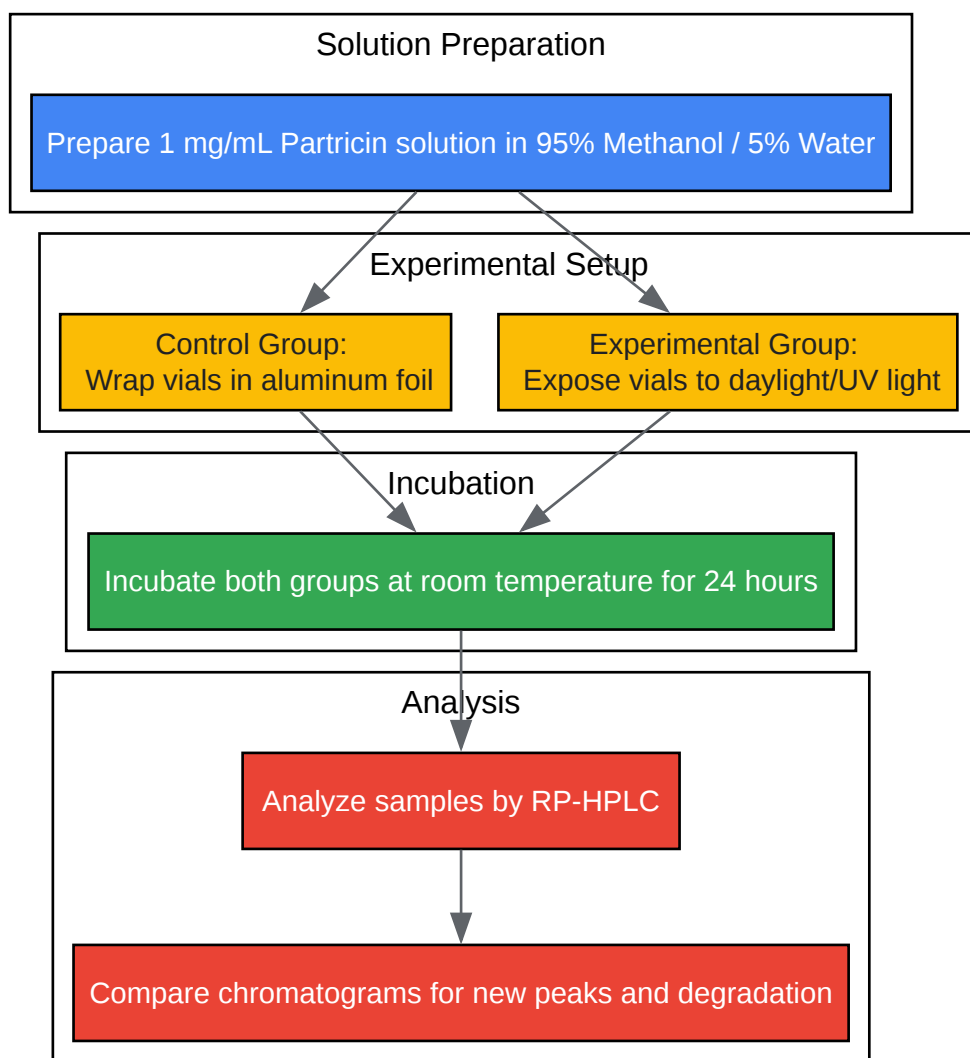 Solution Preparation
Prepare 1 mg/mL Partricin solution in 95% Methanol / 5% Water
Experimental Setup
Control Group:
Wrap vials in aluminum foil
Experimental Group:
Expose vials to daylight/UV light
Incubation
Incubate both groups at room temperature for 24 hours
Analysis
Analyze samples by RP-HPLC
Compare chromatograms for new peaks and degradation